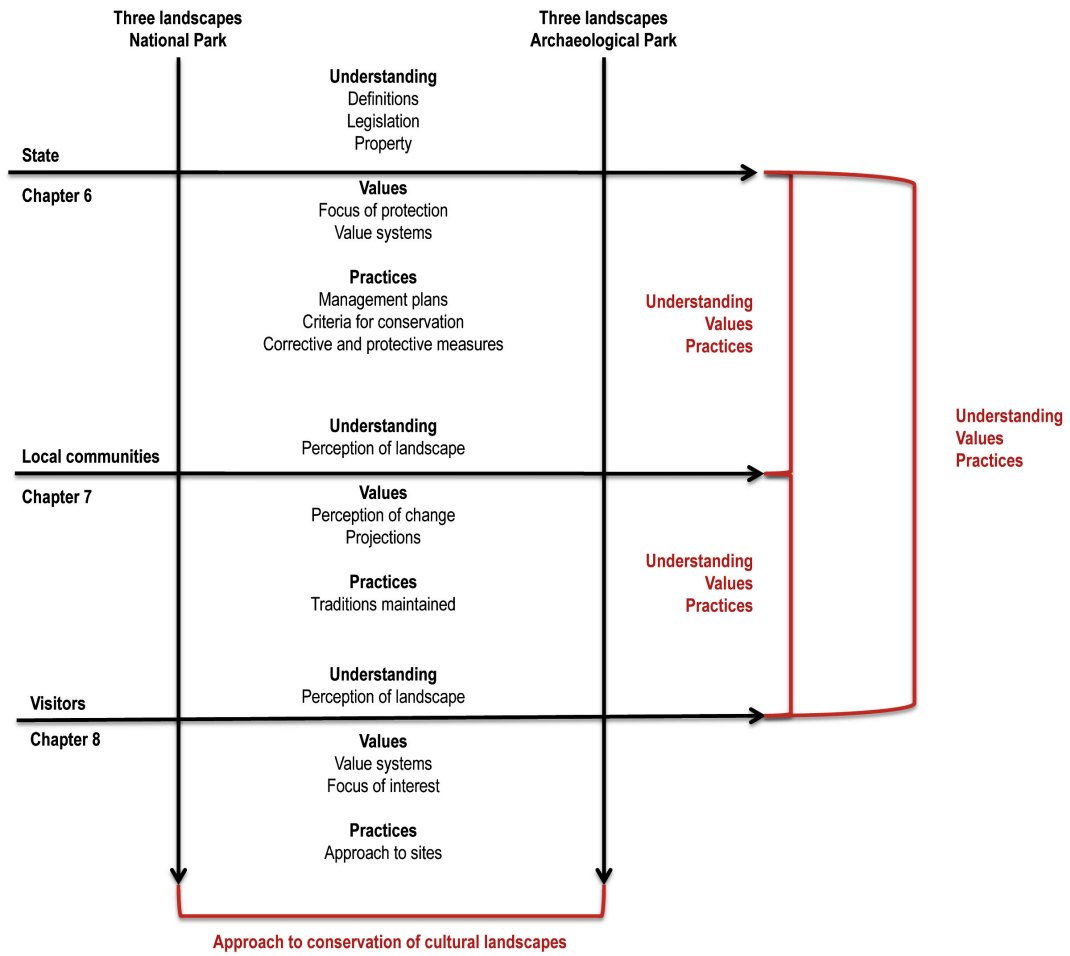 Three landscapes
National Park
Three landscapes
Archaeological Park
Understanding
Definitions
Legislation
Property
State
Chapter 6
Values
Focus of protection
Value systems
Practices
Management plans
Criteria for conservation
Corrective and protective measures
Understanding
Values
Practices
Understanding
Values
Practices
Understanding
Perception of landscape
Local communities
Chapter 7
Values
Perception of change
Projections
Practices
Traditions maintained
Understanding
Values
Practices
Understanding
Perception of landscape
Visitors
Chapter 8
Values
Value systems
Focus of interest
Practices
Approach to sites
Approach to conservation of cultural landscapes